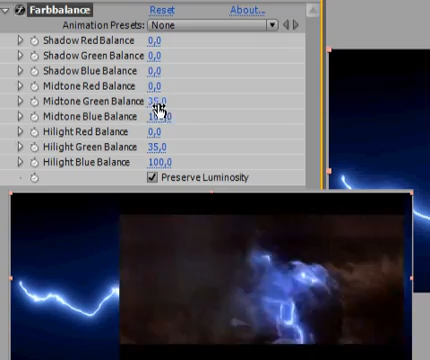 Farbbalance Reset About...
Animation Presets: None
Shadow Red Balance 0,0
Shadow Green Balance 0,0
Shadow Blue Balance 0,0
Midtone Red Balance 0,0
Midtone Green Balance 35,0
Midtone Blue Balance
Hilight Red Balance 0,0
Hilight Green Balance 35,0
Hilight Blue Balance 100,0
Preserve Luminosity